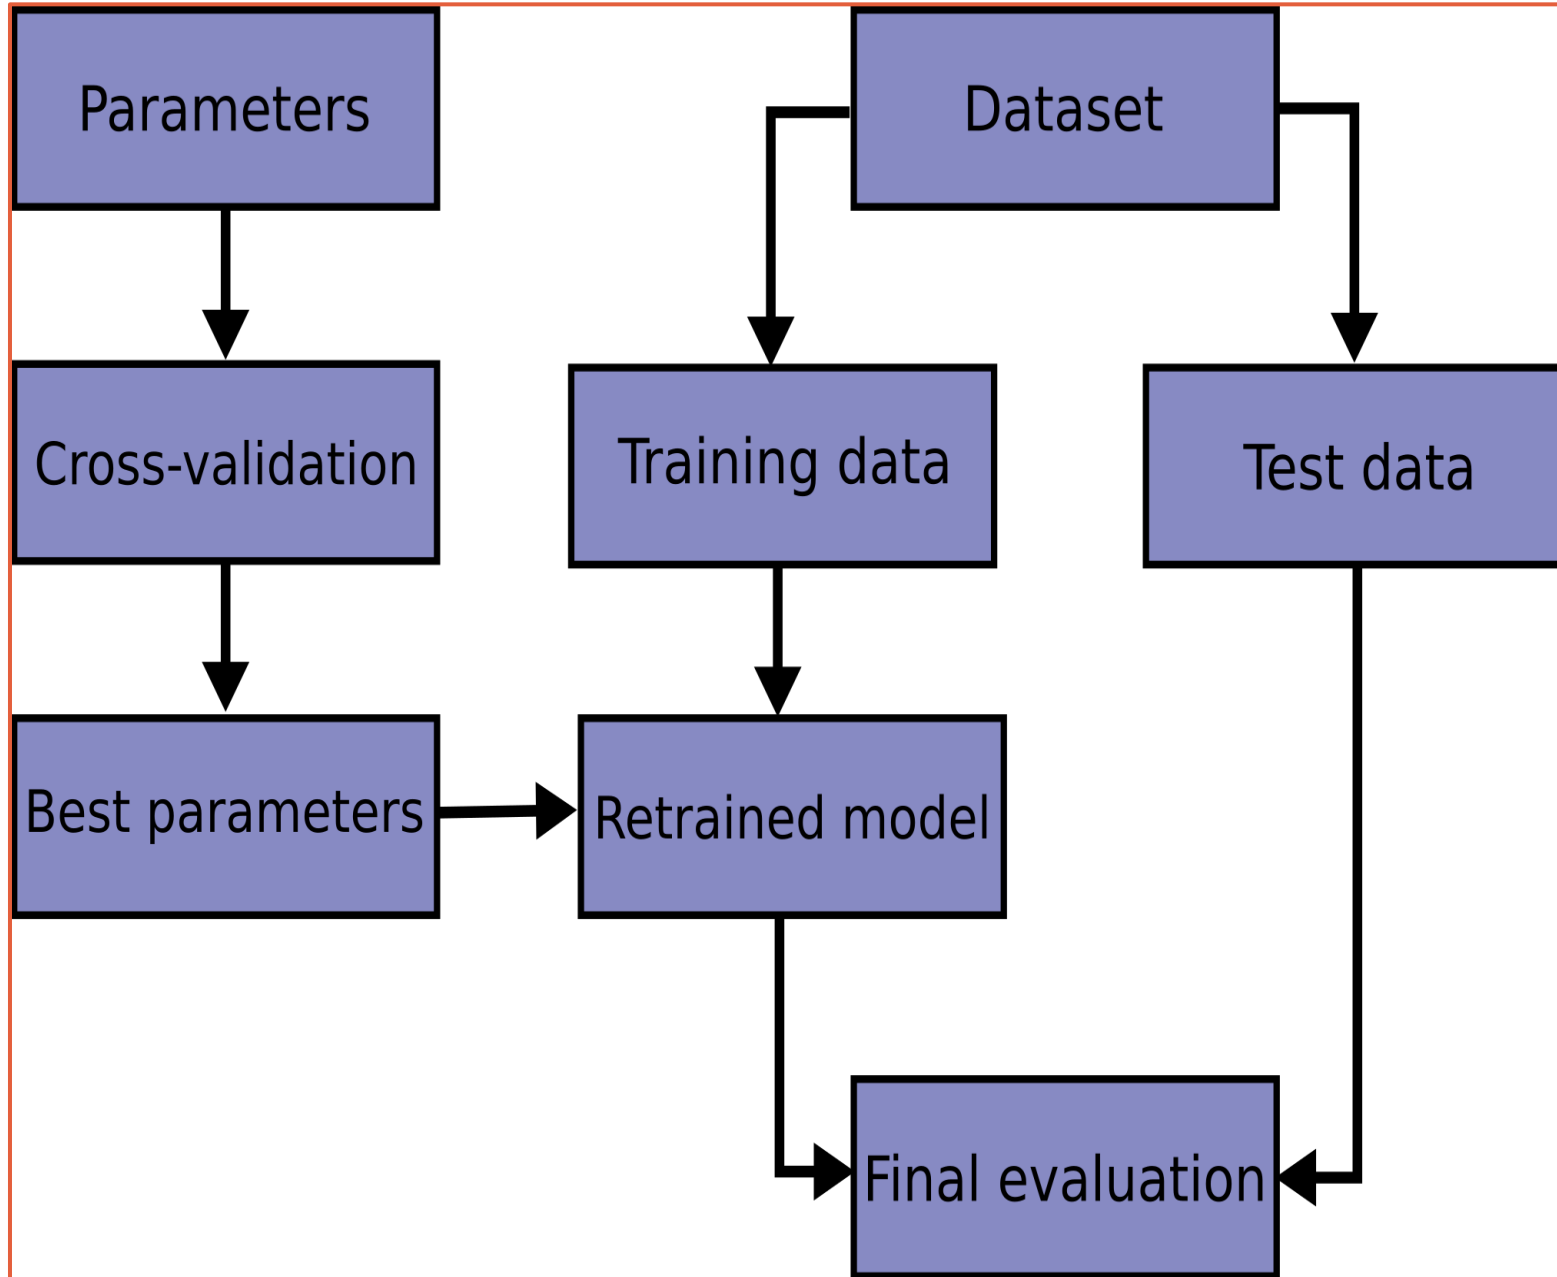 Parameters
Dataset
Cross-validation
Training data
Test data
Best parameters
Retrained model
Final evaluation